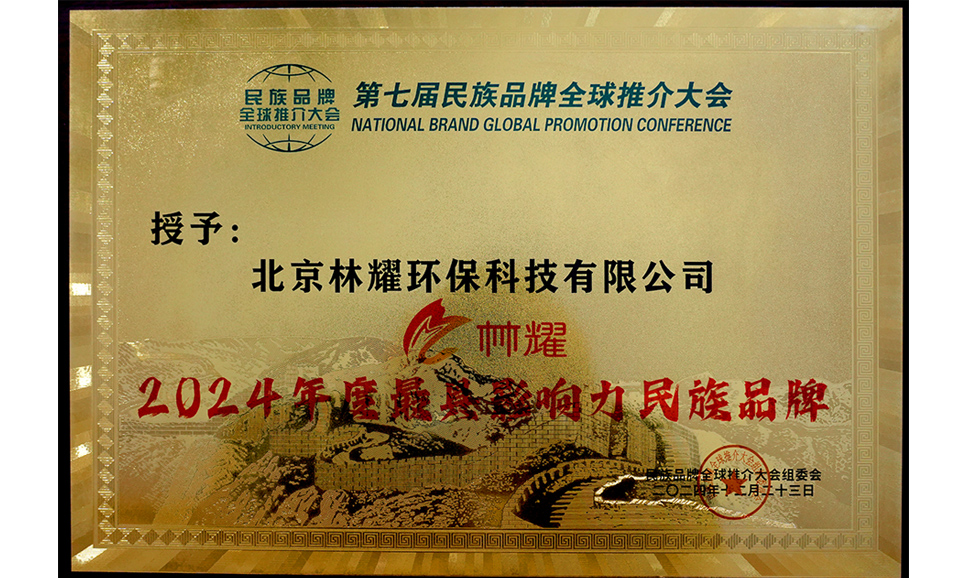 民族品牌
全球推介大会
INTRODUCTORY MEETING
第七届民族品牌全球推介大会
NATIONAL BRAND GLOBAL PROMOTION CONFERENCE
授予：
北京林耀环保科技有限公司
林耀
2024年度最具影响力民族品牌
民族品牌全球推介大会组委会
二〇二四年十二月二十三日